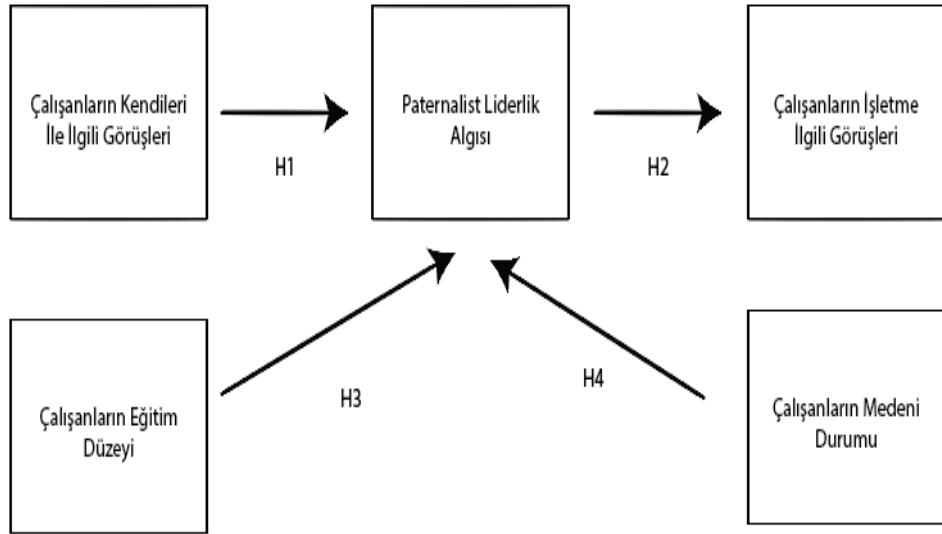 Çalışanların Kendileri
İle İlgili Görüşleri
H1
Paternalist Liderlik
Algısı
H2
Çalışanların İşletme
İlgili Görüşleri
Çalışanların Eğitim
Düzeyi
H3
H4
Çalışanların Medeni
Durumu